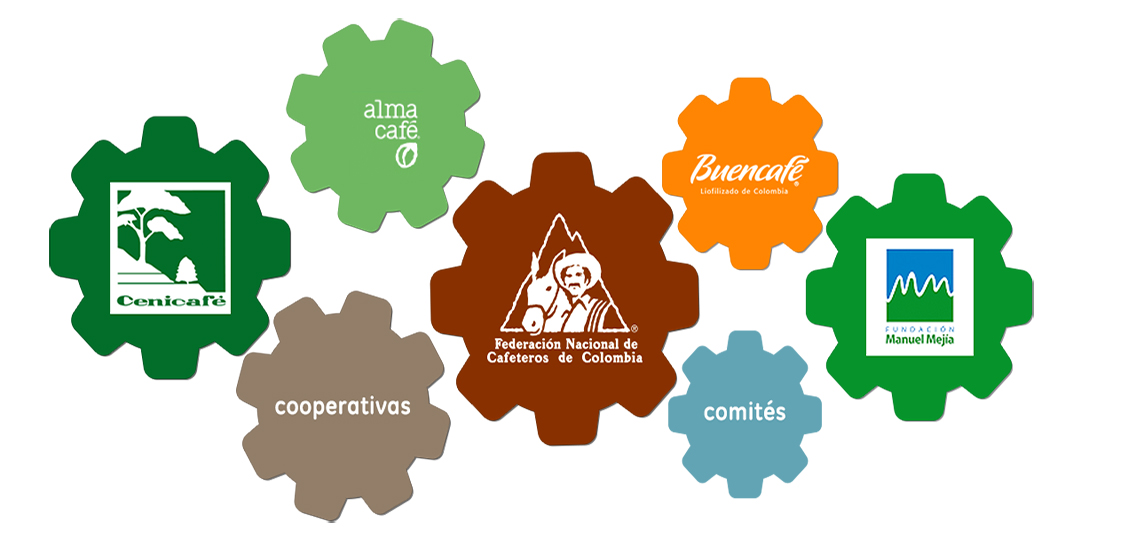 alma
café
Buencafé
Liofilizado de Colombia
Cenicafé
Federación Nacional de
Cafeteros de Colombia
®
FUNDACIÓN
Manuel Mejía
cooperativas
comités